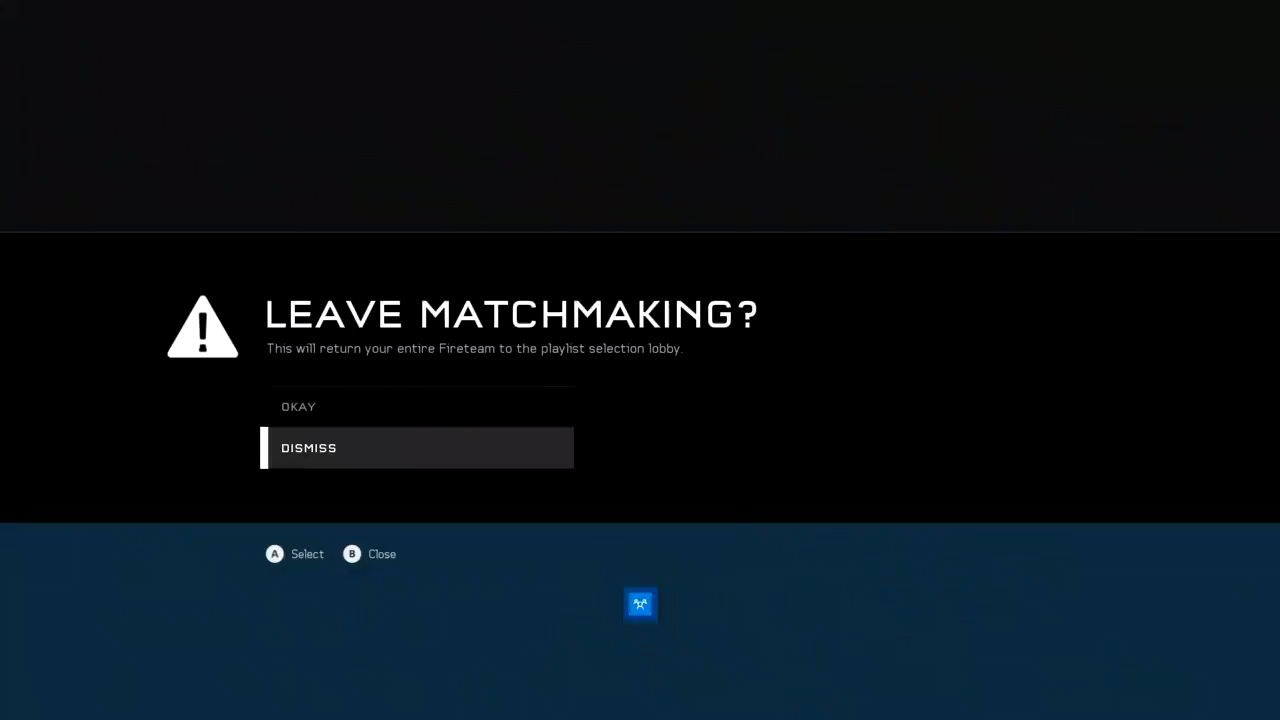 LEAVE MATCHMAKING?
This will return your entire Fireteam to the playlist selection lobby.
OKAY
DISMISS
A Select B Close